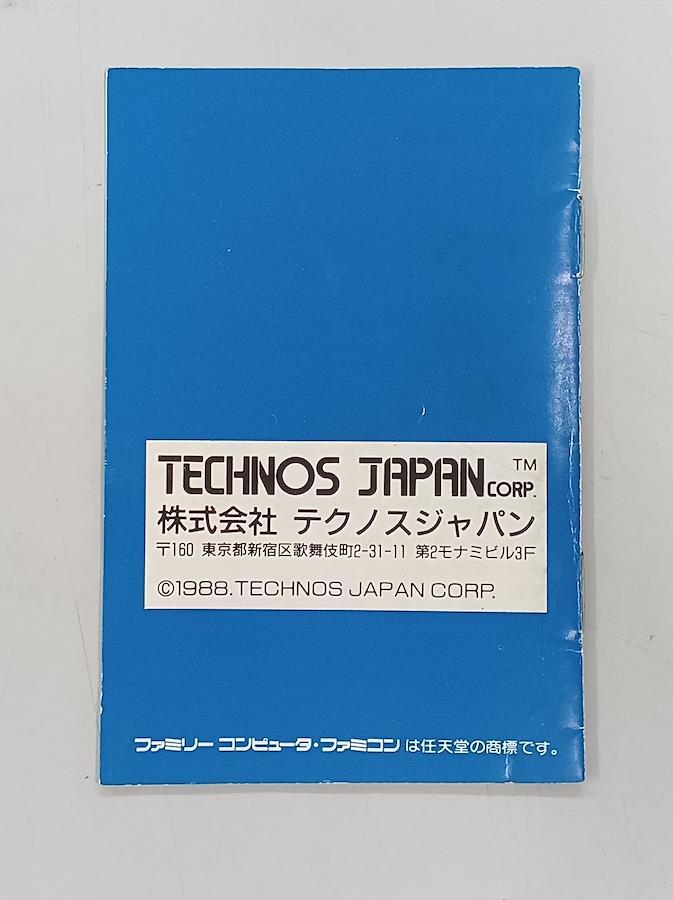 TECHNOS JAPAN CORP. ™
株式会社 テクノスジャパン
〒160 東京都新宿区歌舞伎町2-31-11 第2モナミビル3F
©1988.TECHNOS JAPAN CORP.
ファミリーコンピュータ・ファミコンは任天堂の商標です。